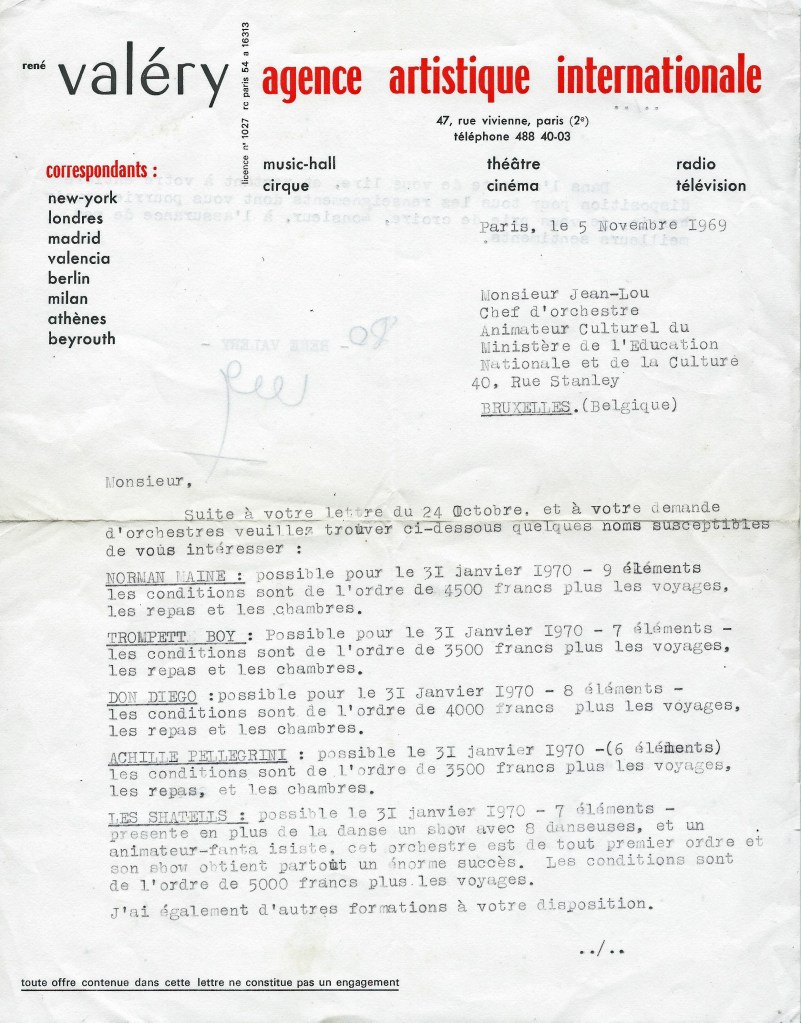 rené valéry agence artistique internationale
licence n° 1027 rc paris 54 a 16313
47, rue vivienne, paris (2e)
téléphone 488 40-03
correspondants :
new-york
londres
madrid
valencia
berlin
milan
athènes
beyrouth
music-hall théâtre radio
cirque cinéma télévision
Paris, le 5 Novembre 1969
Monsieur Jean-Lou
Chef d'orchestre
Animateur Culturel du
Ministère de l'Education
Nationale et de la Culture
40, Rue Stanley
BRUXELLES.(Belgique)
Monsieur,
Suite à votre lettre du 24 Octobre, et à votre demande
d'orchestres veuillez trouver ci-dessous quelques noms susceptibles
de vous intéresser :
NORMAN MAINE : possible pour le 31 janvier 1970 - 9 éléments
les conditions sont de l'ordre de 4500 francs plus les voyages,
les repas et les chambres.
TROMPETT BOY : Possible pour le 31 Janvier 1970 - 7 éléments -
les conditions sont de l'ordre de 3500 francs plus les voyages,
les repas et les chambres.
DON DIEGO :possible pour le 31 Janvier 1970 - 8 éléments -
les conditions sont de l'ordre de 4000 francs plus les voyages,
les repas et les chambres.
ACHILLE PELLEGRINI : possible le 31 janvier 1970 -(6 éléments)
les conditions sont de l'ordre de 3500 francs plus les voyages,
les repas, et les chambres.
LES SHATELLS : possible le 31 janvier 1970 - 7 éléments -
présente en plus de la danse un show avec 8 danseuses, et un
animateur-fanta isiste, cet orchestre est de tout premier ordre et
son show obtient partout un énorme succès. Les conditions sont
de l'ordre de 5000 francs plus les voyages.
J'ai également d'autres formations à votre disposition.
../..
toute offre contenue dans cette lettre ne constitue pas un engagement